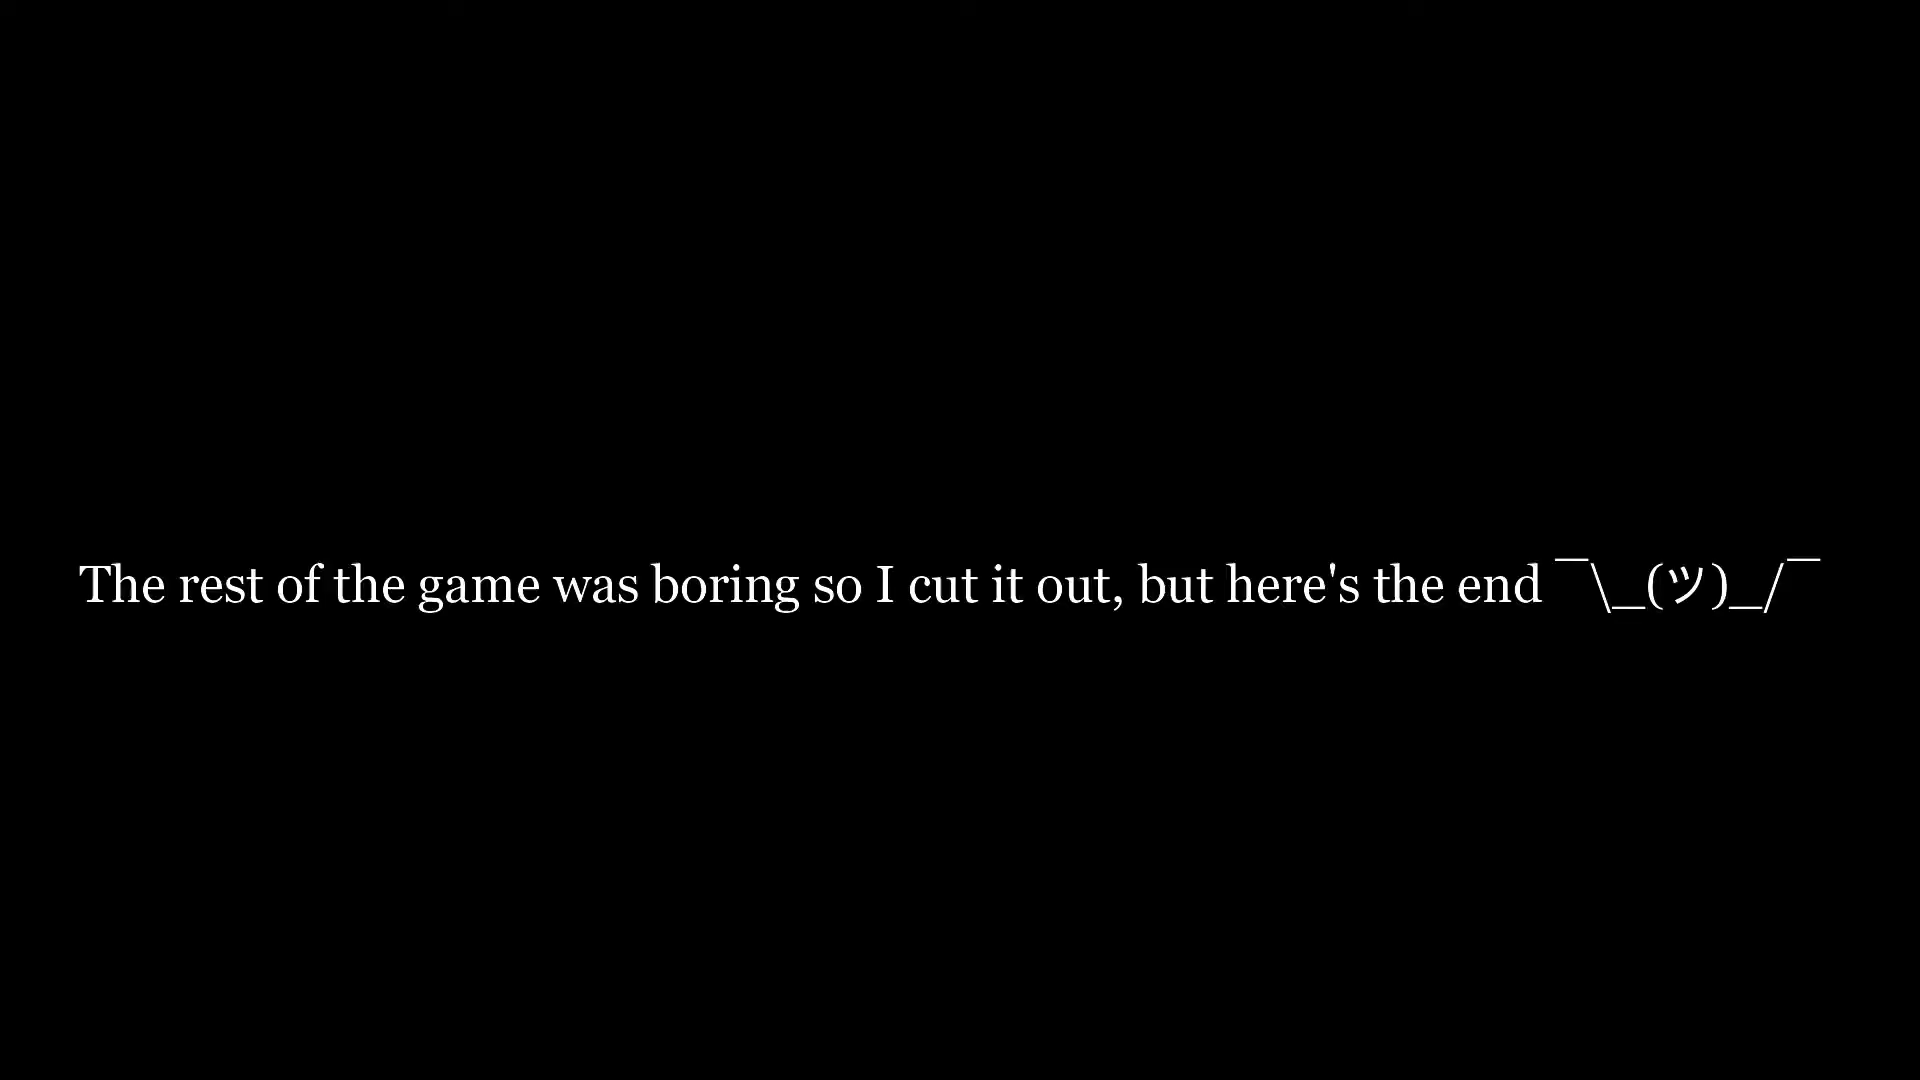 The rest of the game was boring so I cut it out, but here's the end ¯\_(ツ)_/¯